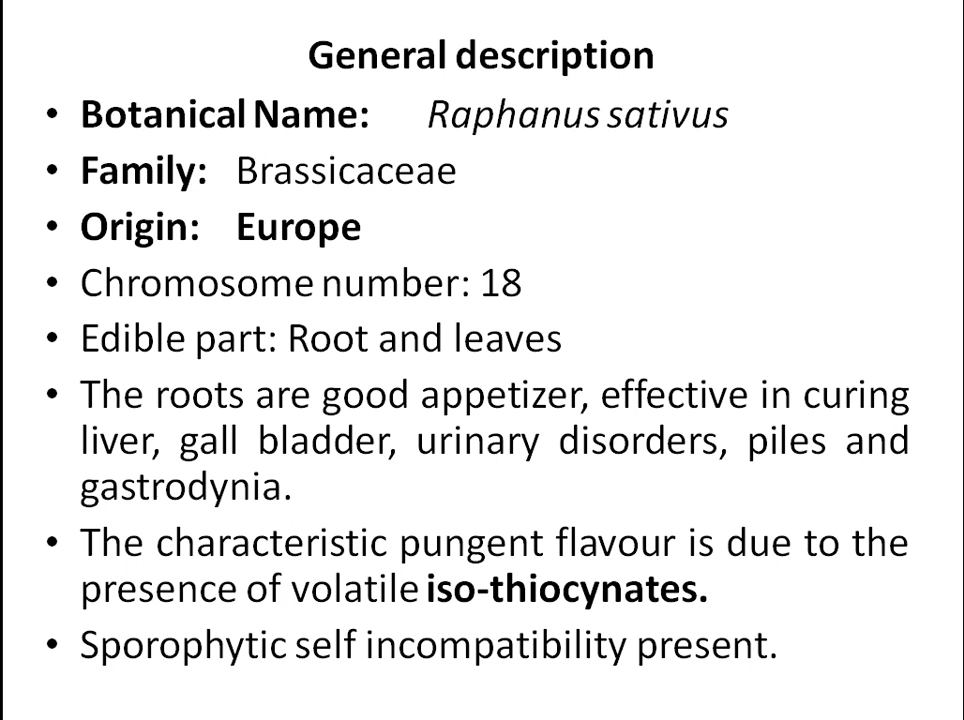 General description
• Botanical Name: Raphanus sativus
• Family: Brassicaceae
• Origin: Europe
• Chromosome number: 18
• Edible part: Root and leaves
• The roots are good appetizer, effective in curing
liver, gall bladder, urinary disorders, piles and
gastrodynia.
• The characteristic pungent flavour is due to the
presence of volatile iso-thiocynates.
• Sporophytic self incompatibility present.